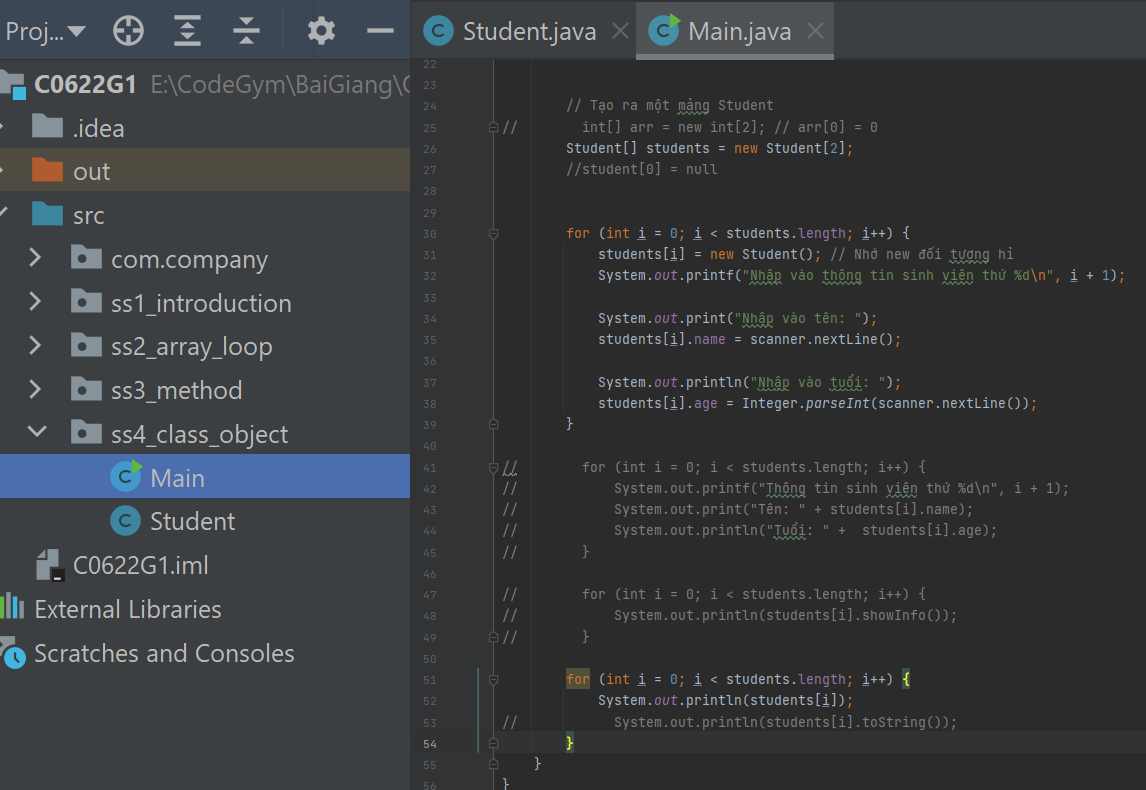 Proj...
C0622G1 E:\CodeGym\BaiGiang\
.idea
out
src
com.company
ss1_introduction
ss2_array_loop
ss3_method
ss4_class_object
Main
Student
C0622G1.iml
External Libraries
Scratches and Consoles
Student.java
Main.java
22
23
24 // Tạo ra một mảng Student
25 // int[] arr = new int[2]; // arr[0] = 0
26 Student[] students = new Student[2];
27 //student[0] = null
28
29
30 for (int i = 0; i < students.length; i++) {
31 students[i] = new Student(); // Nhớ new đối tượng hỉ
32 System.out.printf("Nhập vào thông tin sinh viên thứ %d\n", i + 1);
33
34 System.out.print("Nhập vào tên: ");
35 students[i].name = scanner.nextLine();
36
37 System.out.println("Nhập vào tuổi: ");
38 students[i].age = Integer.parseInt(scanner.nextLine());
39 }
40
41 // for (int i = 0; i < students.length; i++) {
42 // System.out.printf("Thông tin sinh viên thứ %d\n", i + 1);
43 // System.out.print("Tên: " + students[i].name);
44 // System.out.println("Tuổi: " +  students[i].age);
45 // }
46
47 // for (int i = 0; i < students.length; i++) {
48 // System.out.println(students[i].showInfo());
49 // }
50
51 for (int i = 0; i < students.length; i++) {
52 System.out.println(students[i]);
53 // System.out.println(students[i].toString());
54 }
55 }
56 }